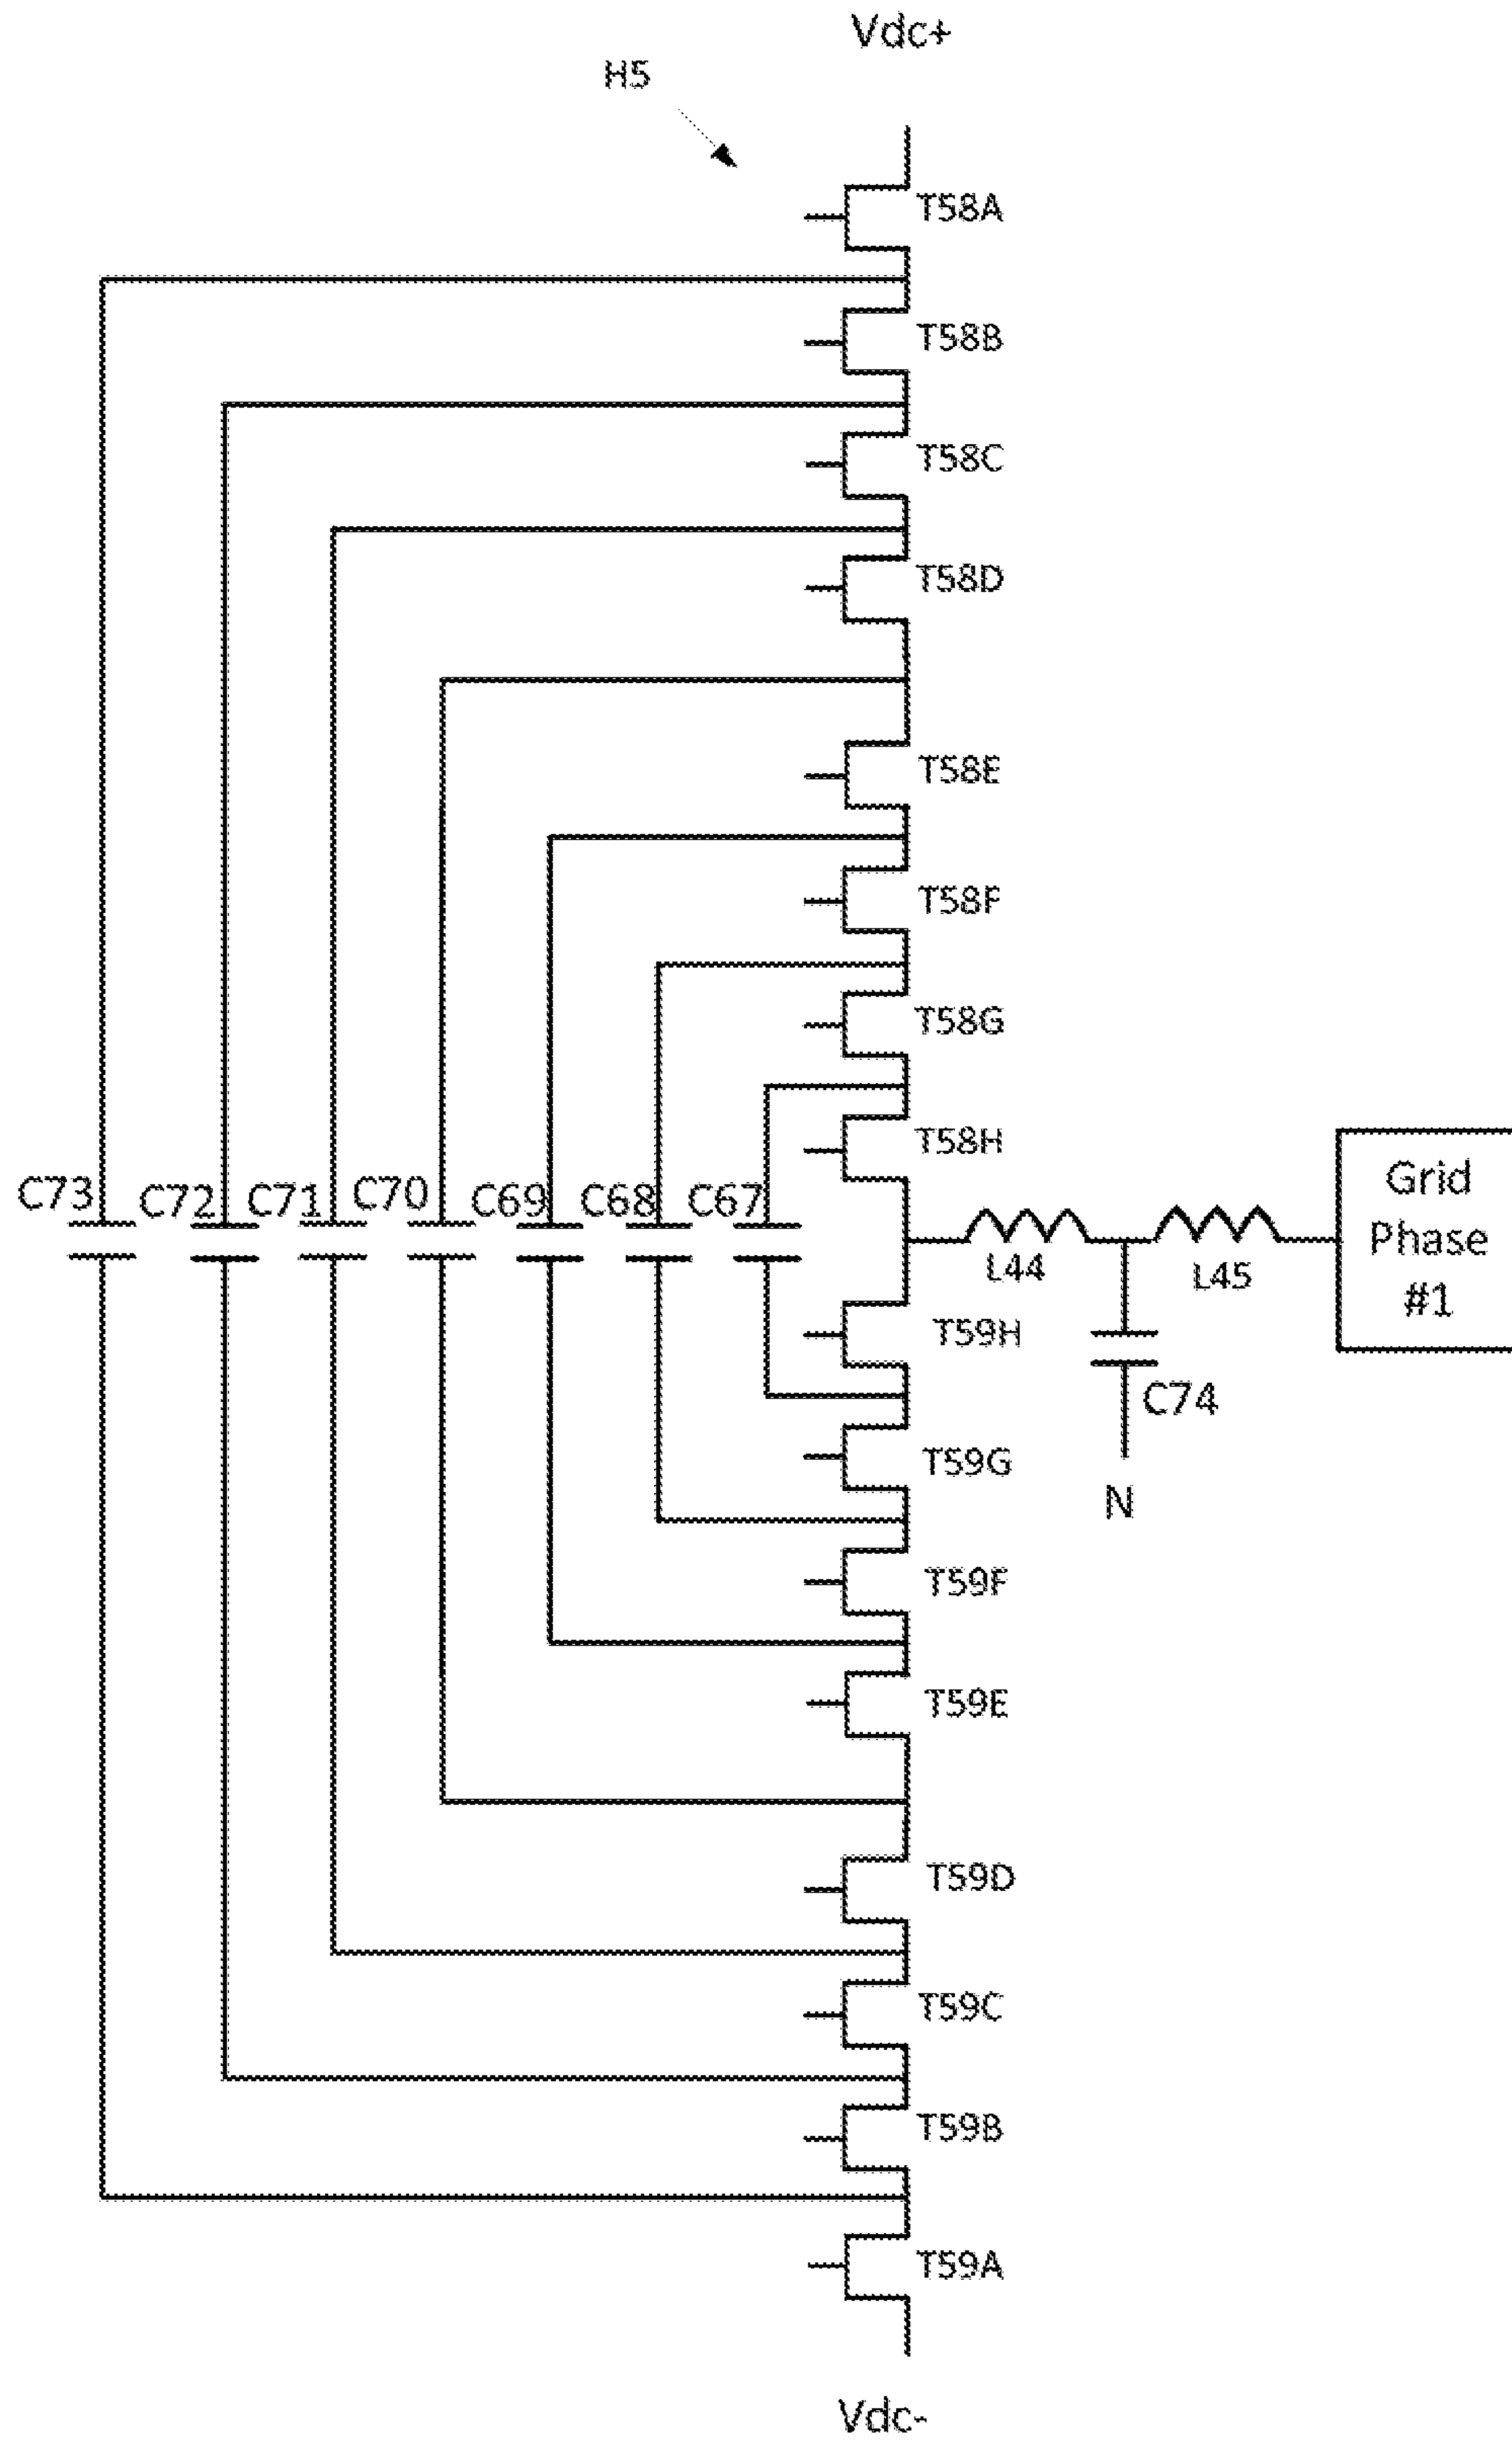 Vdc+
H5
T58A
T58B
T58C
T58D
T58E
T58F
T58G
T58H
C73
C72
C71
C70
C69
C68
C67
Grid
Phase
#1
L44
L45
T59H
C74
T59G
N
T59F
T59E
T59D
T59C
T59B
T59A
Vdc-